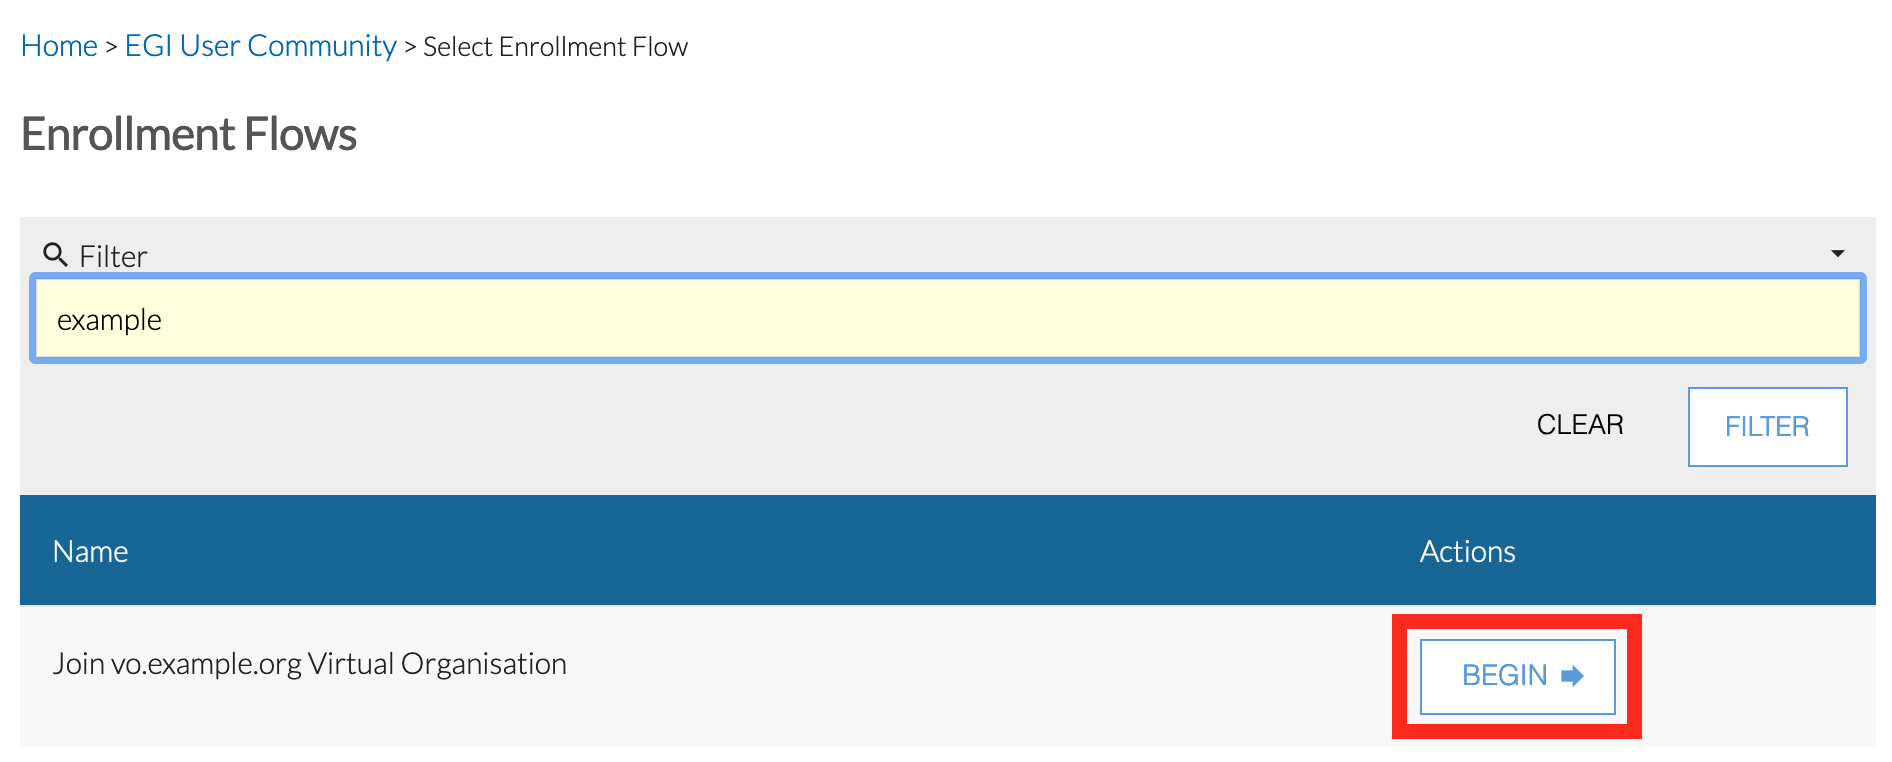 Home > EGI User Community > Select Enrollment Flow
Enrollment Flows
Filter
example
CLEAR FILTER
Name Actions
Join vo.example.org Virtual Organisation BEGIN